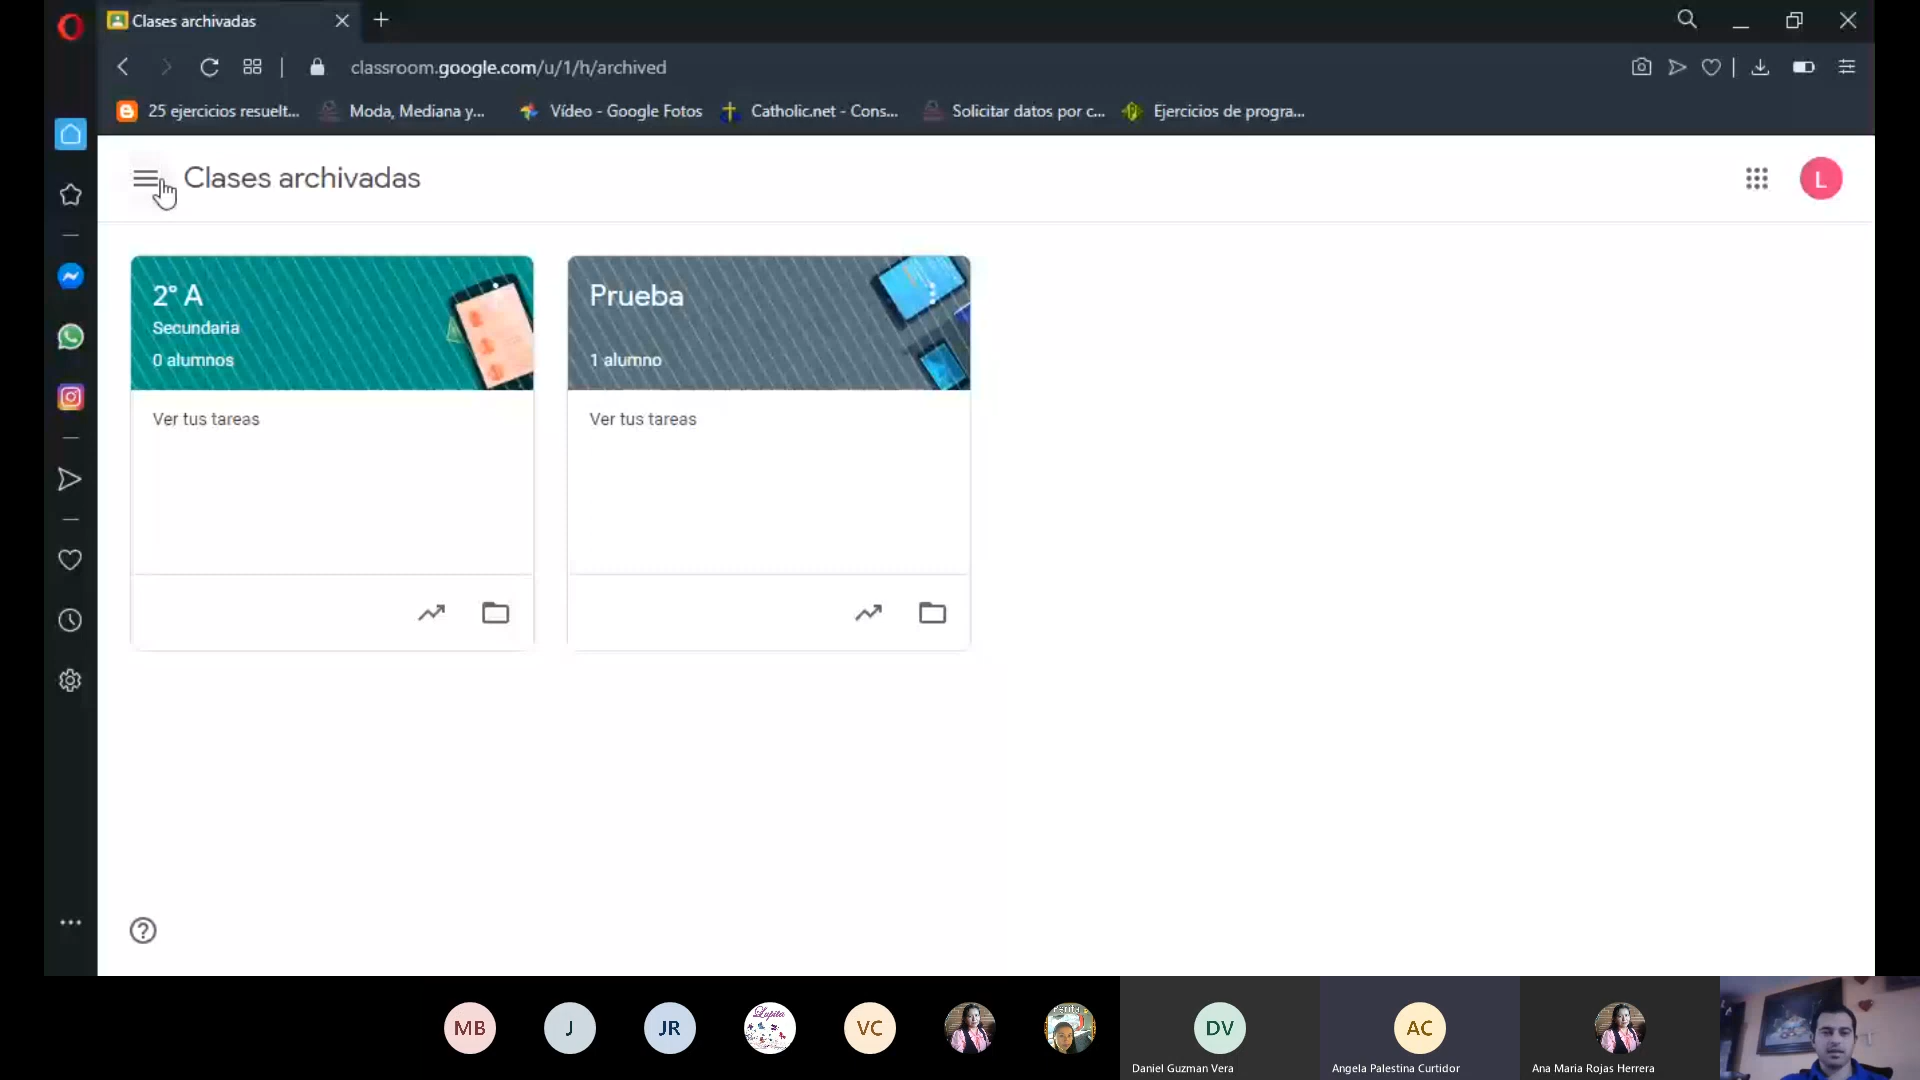 Clases archivadas
classroom.google.com/u/1/h/archived
25 ejercicios resuelt...
Moda, Mediana y...
Vídeo - Google Fotos
Catholic.net - Cons...
Solicitar datos por c...
Ejercicios de progra...
Clases archivadas
L
2° A
Secundaria
0 alumnos
Ver tus tareas
Prueba
1 alumno
Ver tus tareas
MB
J
JR
Lupita
VC
DV
Daniel Guzman Vera
AC
Angela Palestina Curtidor
Ana Maria Rojas Herrera